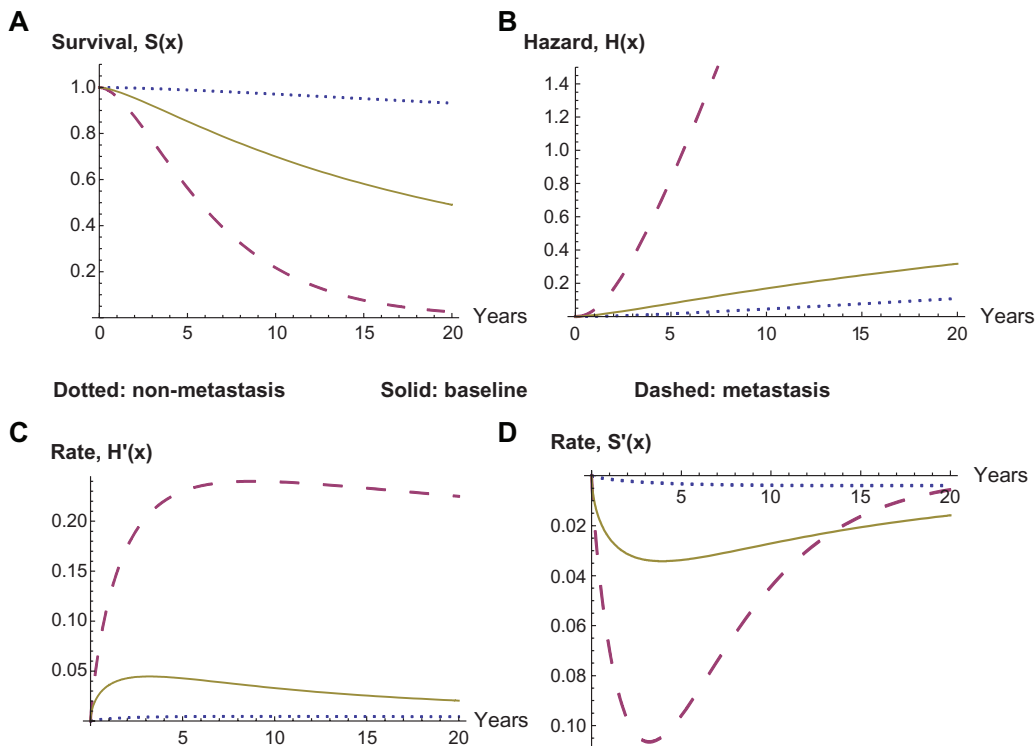 A
Survival, S(x)
1.0
0.8
0.6
0.4
0.2
0 5 10 15 20 Years
B
Hazard, H(x)
1.4
1.2
1.0
0.8
0.6
0.4
0.2
0 5 10 15 20 Years
Dotted: non-metastasis Solid: baseline Dashed: metastasis
C
Rate, H'(x)
0.20
0.15
0.10
0.05
5 10 15 20 Years
D
Rate, S'(x)
5 10 15 20 Years
0.02
0.04
0.06
0.08
0.10